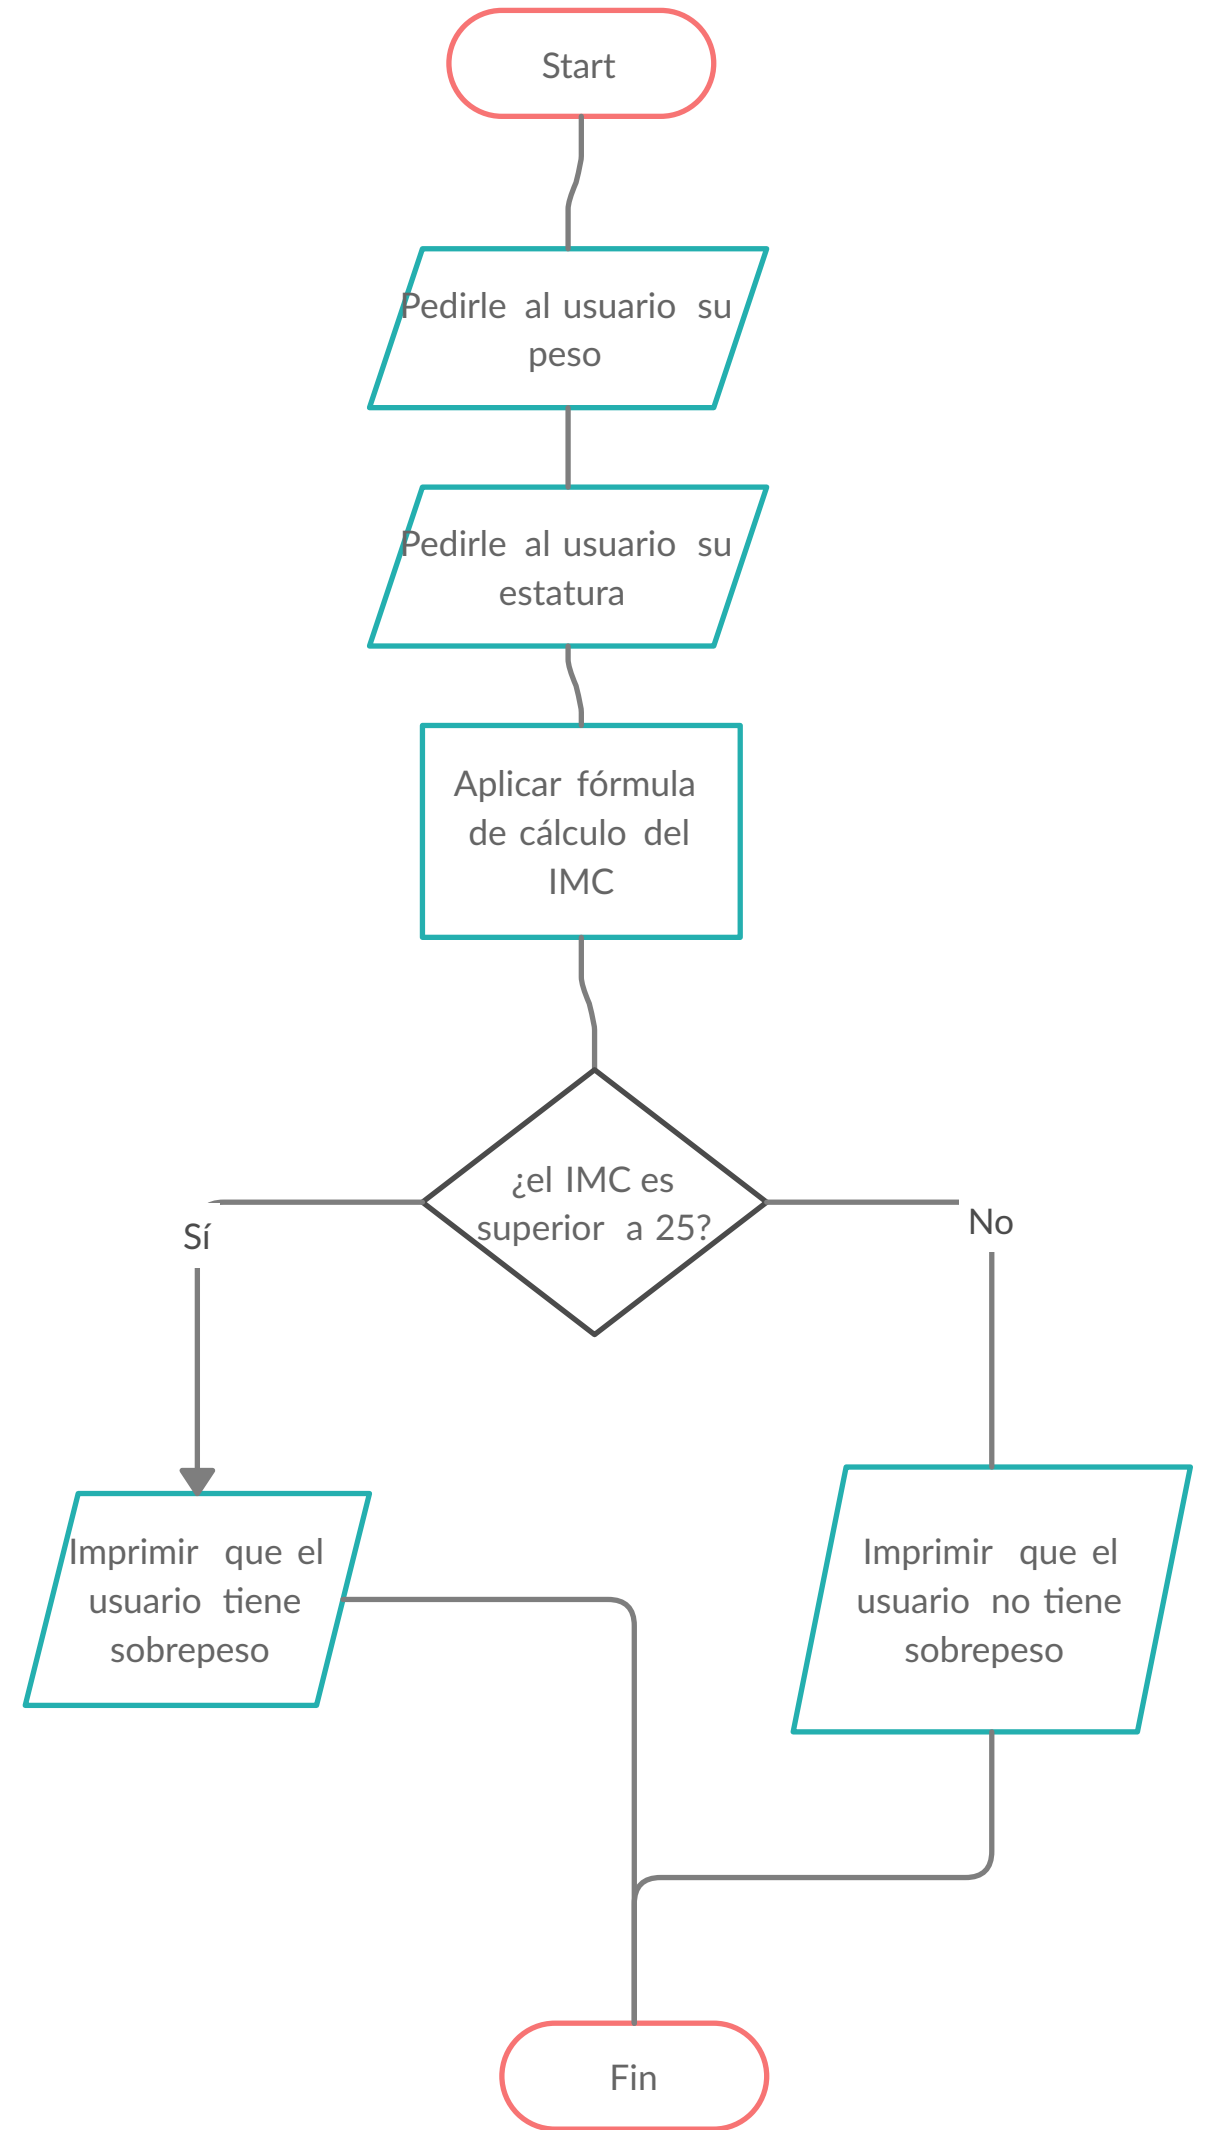 Start
Pedirle al usuario su
peso
Pedirle al usuario su
estatura
Aplicar fórmula
de cálculo del
IMC
¿el IMC es
superior a 25?
Sí
No
Imprimir que el
usuario tiene
sobrepeso
Imprimir que el
usuario no tiene
sobrepeso
Fin